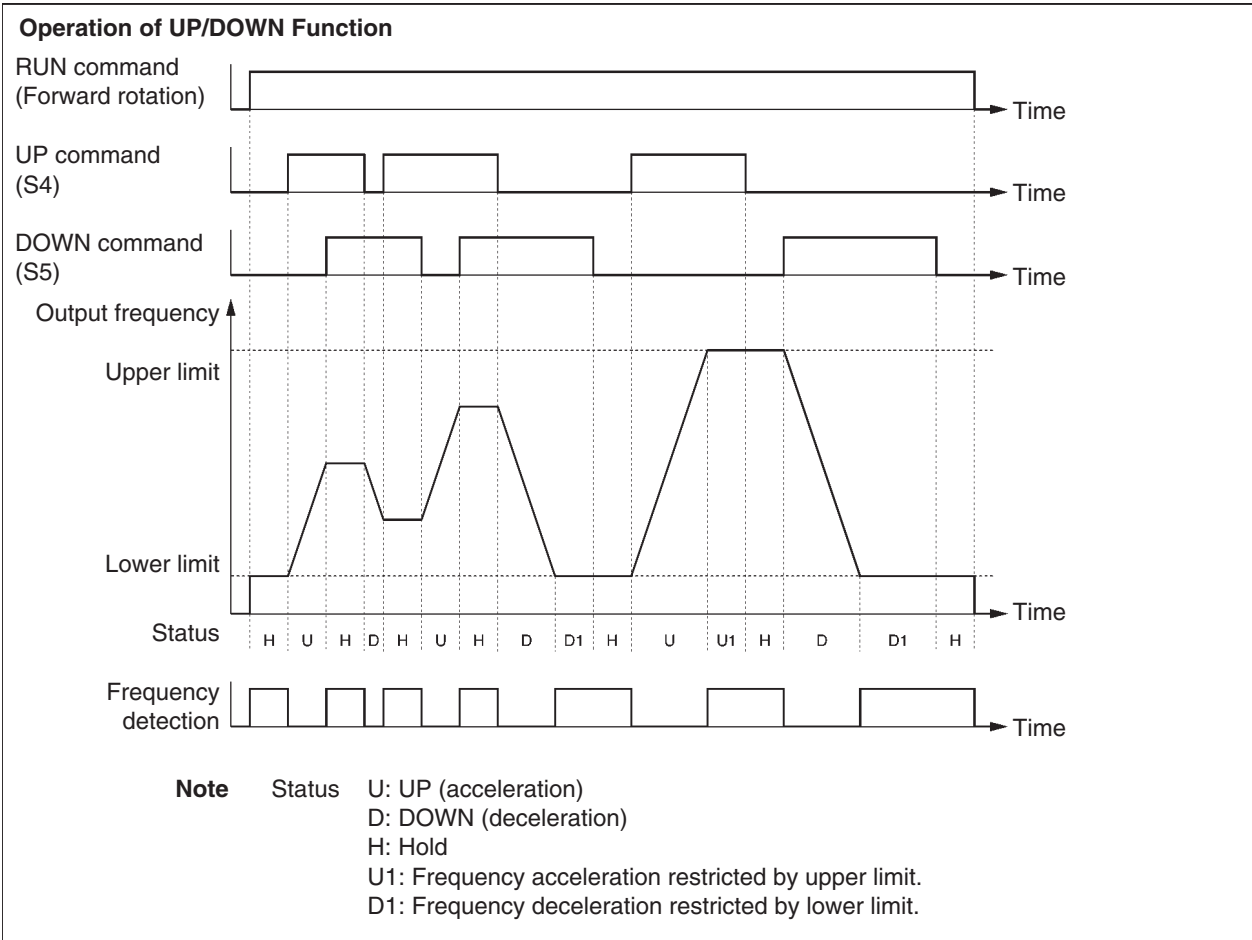 Operation of UP/DOWN Function
RUN command
(Forward rotation)
Time
UP command
(S4)
Time
DOWN command
(S5)
Time
Output frequency
Upper limit
Lower limit
Time
Status
H U H D H U H D D1 H U U1 H D D1 H
Frequency
detection
Time
Note Status U: UP (acceleration)
D: DOWN (deceleration)
H: Hold
U1: Frequency acceleration restricted by upper limit.
D1: Frequency deceleration restricted by lower limit.